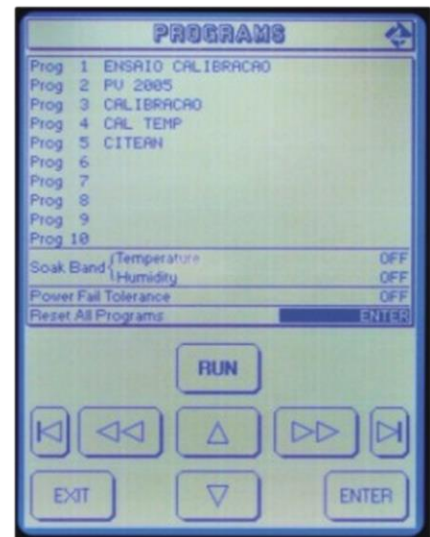 PROGRAMS
Prog 1 ENSAIO CALIBRACAO
Prog 2 PV 2005
Prog 3 CALIBRACAO
Prog 4 CAL TEMP
Prog 5 CITEAN
Prog 6
Prog 7
Prog 8
Prog 9
Prog 10
Soak Band { Temperature OFF
Humidity OFF
Power Fail Tolerance OFF
Reset All Programs ENTER
RUN
EXIT ENTER